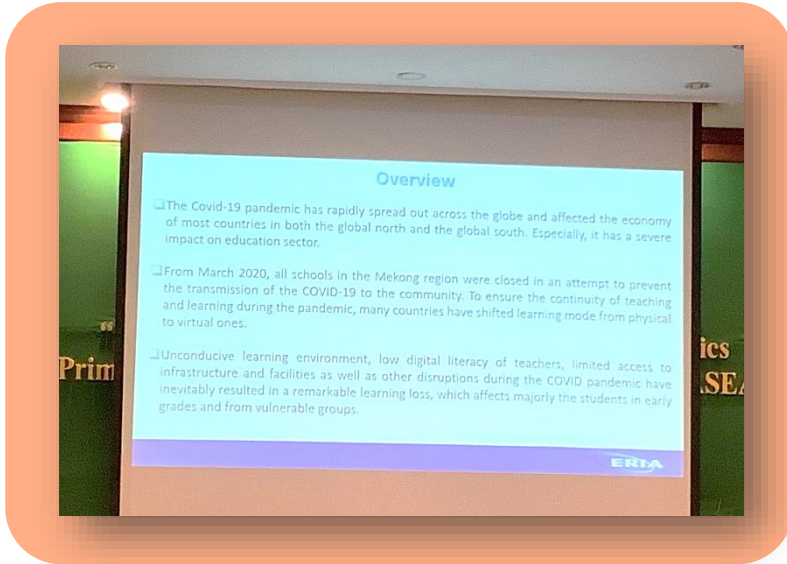 Overview
❑The Covid-19 pandemic has rapidly spread out across the globe and affected the economy
of most countries in both the global north and the global south. Especially, it has a severe
impact on education sector.
❑From March 2020, all schools in the Mekong region were closed in an attempt to prevent
the transmission of the COVID-19 to the community. To ensure the continuity of teaching
and learning during the pandemic, many countries have shifted learning mode from physical
to virtual ones.
❑Unconducive learning environment, low digital literacy of teachers, limited access to
infrastructure and facilities as well as other disruptions during the COVID pandemic have
inevitably resulted in a remarkable learning loss, which affects majorly the students in early
grades and from vulnerable groups.
ERIA
Prim
ics
SEA